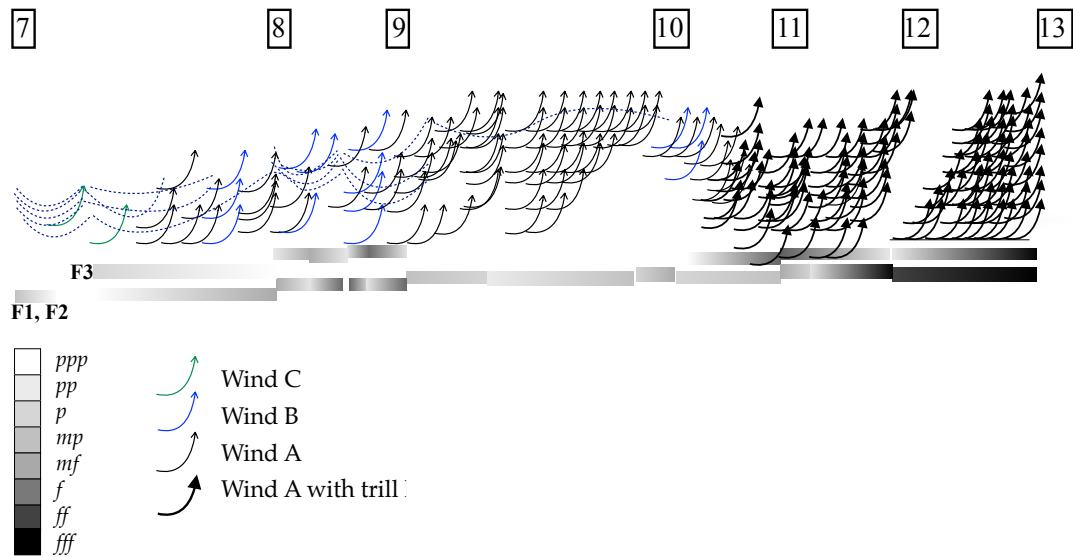 7 8 9 10 11 12 13
F3
F1, F2
ppp
pp
p
mp
mf
f
ff
fff
Wind C
Wind B
Wind A
Wind A with trill